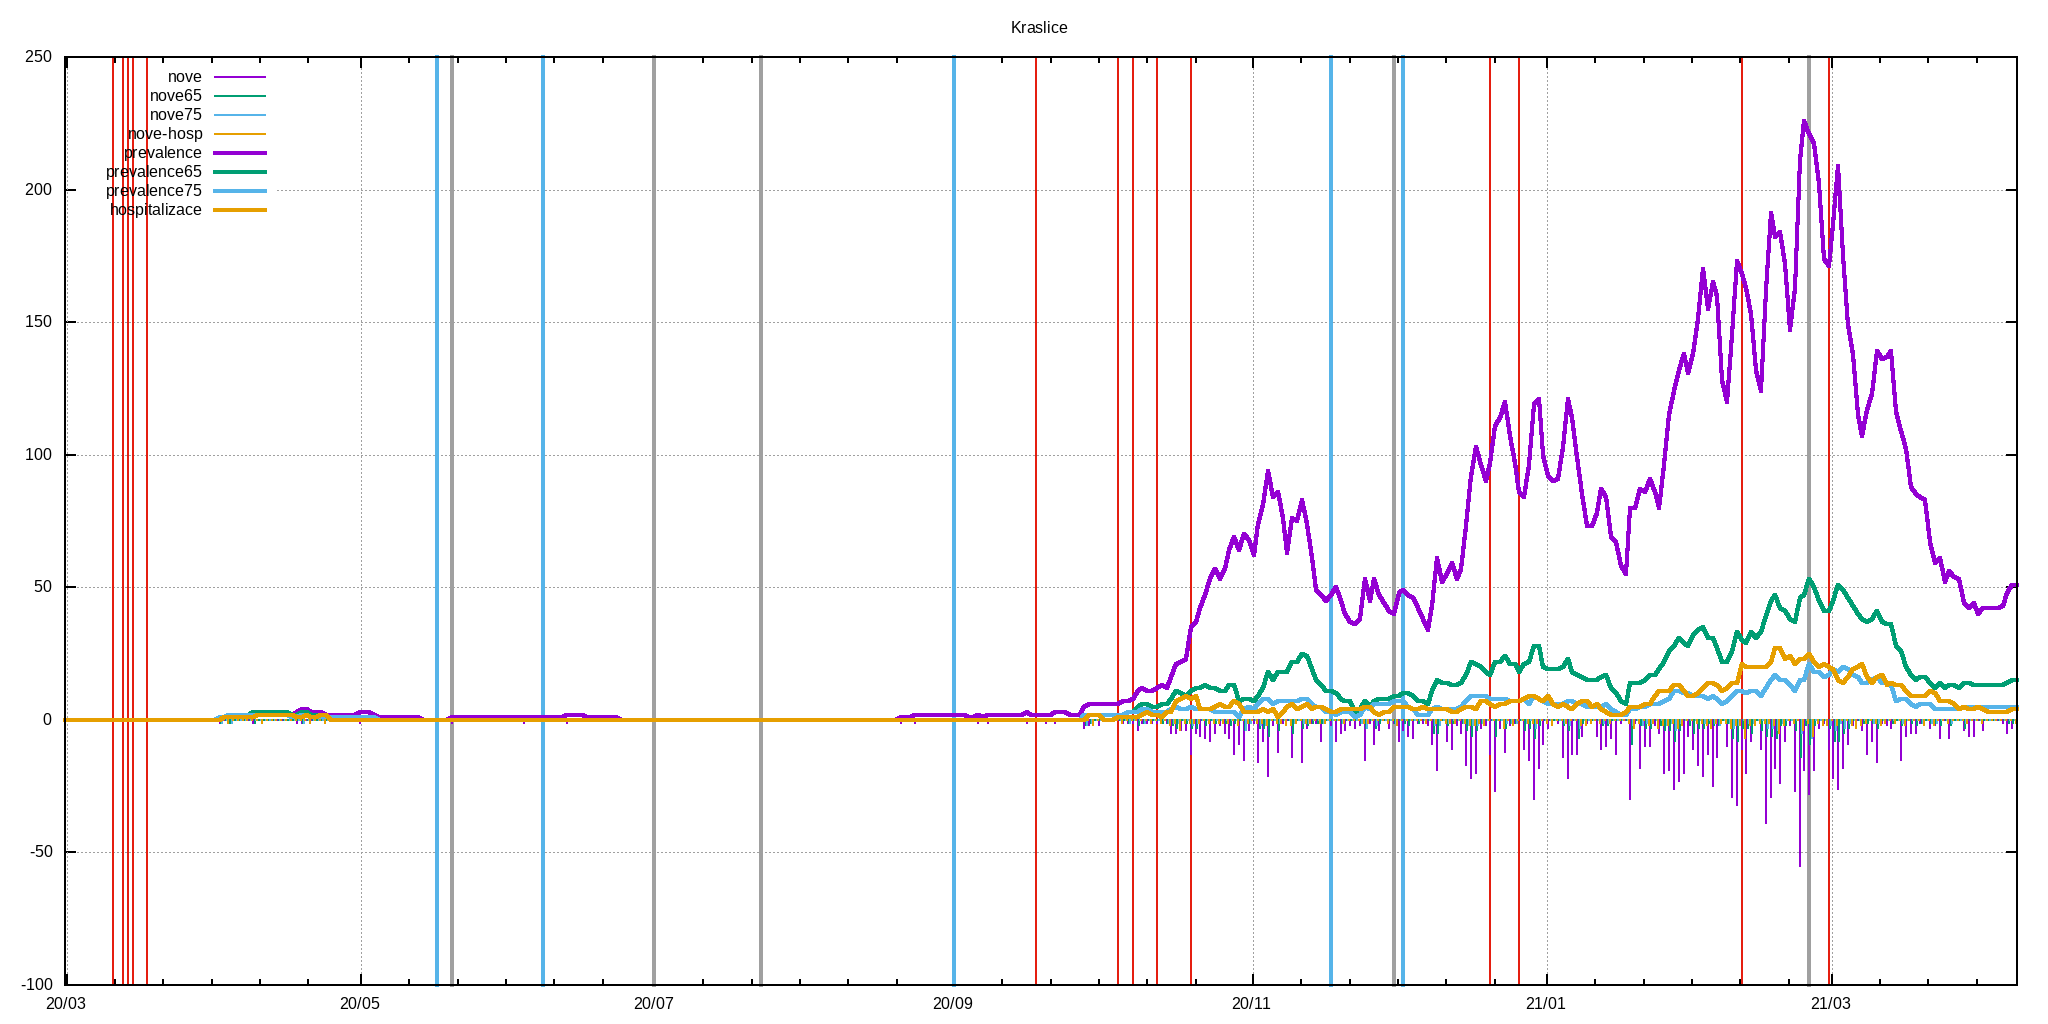 Kraslice
250
nove
nove65
nove75
nove-hosp
prevalence
prevalence65
prevalence75
hospitalizace
200
150
100
50
0
-50
-100
20/03 20/05 20/07 20/09 20/11 21/01 21/03